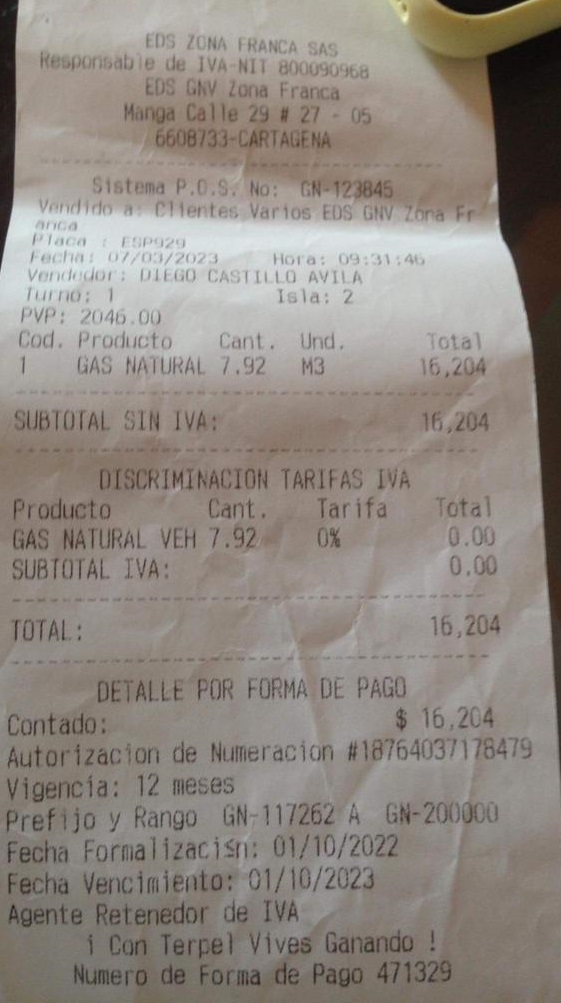 EDS ZONA FRANCA SAS
Responsable de IVA-NIT 800090968
EDS GNV Zona Franca
Manga Calle 29 # 27 - 05
6608733-CARTAGENA
Sistema P.O.S. No: GN-123845
Vendido a: Clientes Varios EDS GNV Zona Fr
anca
Placa : ESP929
Fecha: 07/03/2023 Hora: 09:31:46
Vendedor: DIEGO CASTILLO AVILA
Turno: 1 Isla: 2
PVP: 2046.00
Cod. Producto Cant. Und. Total
1 GAS NATURAL 7.92 M3 16,204
SUBTOTAL SIN IVA: 16,204
DISCRIMINACION TARIFAS IVA
Producto Cant. Tarifa Total
GAS NATURAL VEH 7.92 0% 0.00
SUBTOTAL IVA: 0.00
TOTAL: 16,204
DETALLE POR FORMA DE PAGO
Contado: $ 16,204
Autorizacion de Numeracion #18764037178479
Vigencia: 12 meses
Prefijo y Rango GN-117262 A GN-200000
Fecha Formalización: 01/10/2022
Fecha Vencimiento: 01/10/2023
Agente Retenedor de IVA
¡ Con Terpel Vives Ganando !
Numero de Forma de Pago 471329